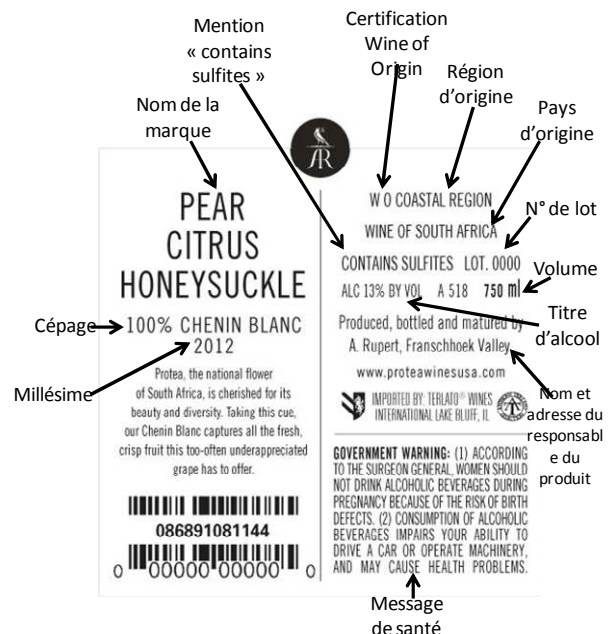 Mention
« contains
sulfites »
Certification
Wine of
Origin
Région
d'origine
Pays
d'origine
Nom de la
marque
N° de lot
Volume
Titre
d'alcool
Cépage
Millésime
Nom et
adresse du
responsabl
e du
produit
Message
de santé
AR
PEAR
CITRUS
HONEYSUCKLE
100% CHENIN BLANC
2012
Protea, the national flower
of South Africa, is cherished for its
beauty and diversity. Taking this cue,
our Chenin Blanc captures all the fresh,
crisp fruit this too-often underappreciated
grape has to offer.
086891081144
0 00000 00000 0
W O COASTAL REGION
WINE OF SOUTH AFRICA
CONTAINS SULFITES LOT. 0000
ALC 13% BY VOL A 518 750 ml
Produced, bottled and matured by
A. Rupert, Franschhoek Valley
www.proteawinesusa.com
IMPORTED BY: TERLATO® WINES
INTERNATIONAL LAKE BLUFF, IL
GOVERNMENT WARNING: (1) ACCORDING
TO THE SURGEON GENERAL, WOMEN SHOULD
NOT DRINK ALCOHOLIC BEVERAGES DURING
PREGNANCY BECAUSE OF THE RISK OF BIRTH
DEFECTS. (2) CONSUMPTION OF ALCOHOLIC
BEVERAGES IMPAIRS YOUR ABILITY TO
DRIVE A CAR OR OPERATE MACHINERY,
AND MAY CAUSE HEALTH PROBLEMS.